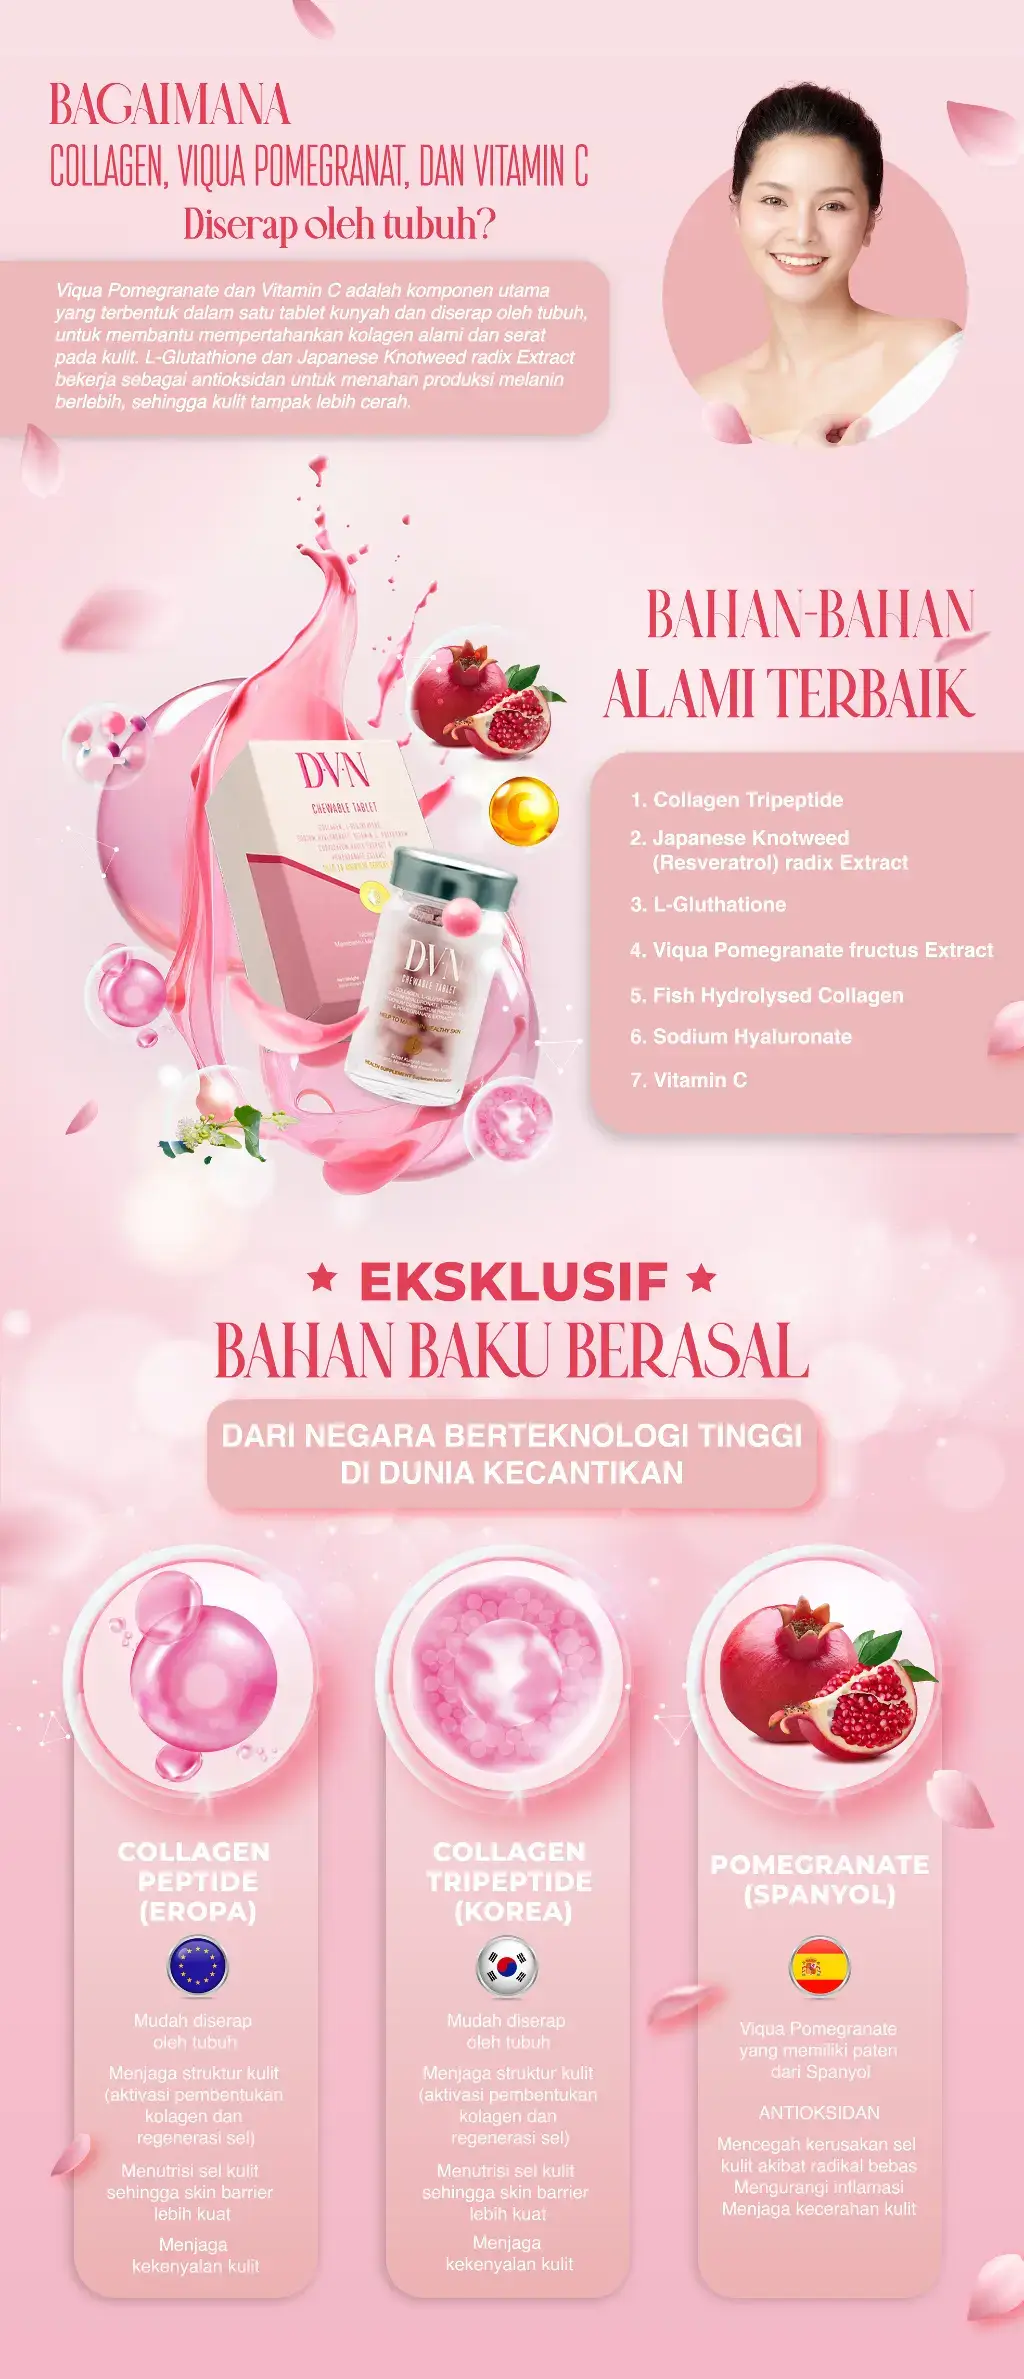 BAGAIMANA
COLLAGEN, VIQUA POMEGRANAT, DAN VITAMIN C
Diserap oleh tubuh?
Viqua Pomegranate dan Vitamin C adalah komponen utama
yang terbentuk dalam satu tablet kunyah dan diserap oleh tubuh,
untuk membantu mempertahankan kolagen alami dan serat
pada kulit. L-Glutathione dan Japanese Knotweed radix Extract
bekerja sebagai antioksidan untuk menahan produksi melanin
berlebih, sehingga kulit tampak lebih cerah.
BAHAN-BAHAN
ALAMI TERBAIK
D·V·N
CHEWABLE TABLET
C
D·V·N
CHEWABLE TABLET
COLLAGEN, L-GLUTATHIONE,
HEALTH SUPPLEMENT
1. Collagen Tripeptide
2. Japanese Knotweed
(Resveratrol) radix Extract
3. L-Gluthatione
4. Viqua Pomegranate fructus Extract
5. Fish Hydrolysed Collagen
6. Sodium Hyaluronate
7. Vitamin C
EKSKLUSIF
BAHAN BAKU BERASAL
DARI NEGARA BERTEKNOLOGI TINGGI
DI DUNIA KECANTIKAN
COLLAGEN
PEPTIDE
(EROPA)
Mudah diserap
oleh tubuh
Menjaga struktur kulit
(aktivasi pembentukan
kolagen dan
regenerasi sel)
Menutrisi sel kulit
sehingga skin barrier
lebih kuat
Menjaga
kekenyalan kulit
COLLAGEN
TRIPEPTIDE
(KOREA)
Mudah diserap
oleh tubuh
Menjaga struktur kulit
(aktivasi pembentukan
kolagen dan
regenerasi sel)
Menutrisi sel kulit
sehingga skin barrier
lebih kuat
Menjaga
kekenyalan kulit
POMEGRANATE
(SPANYOL)
Viqua Pomegranate
yang memiliki paten
dari Spanyol
ANTIOKSIDAN
Mencegah kerusakan sel
kulit akibat radikal bebas
Mengurangi inflamasi
Menjaga kecerahan kulit